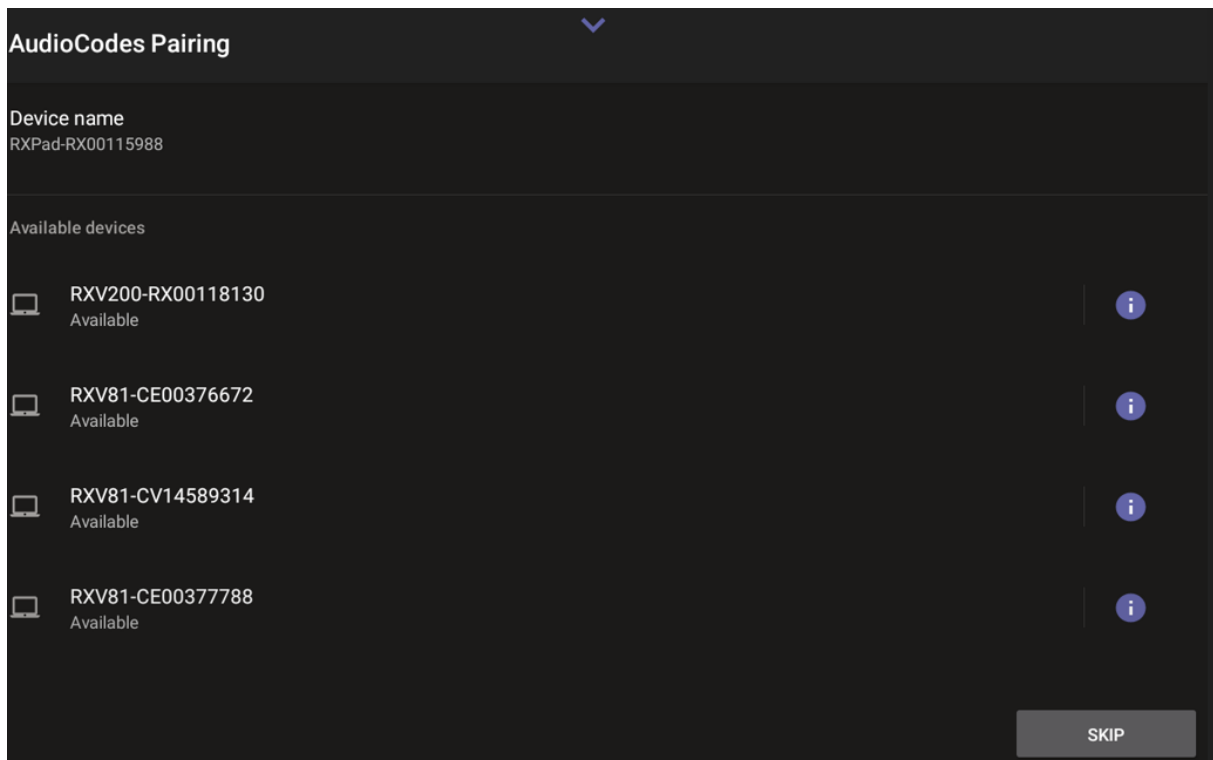 AudioCodes Pairing
Device name
RXPad-RX00115988
Available devices
RXV200-RX00118130
Available
RXV81-CE00376672
Available
RXV81-CV14589314
Available
RXV81-CE00377788
Available
SKIP